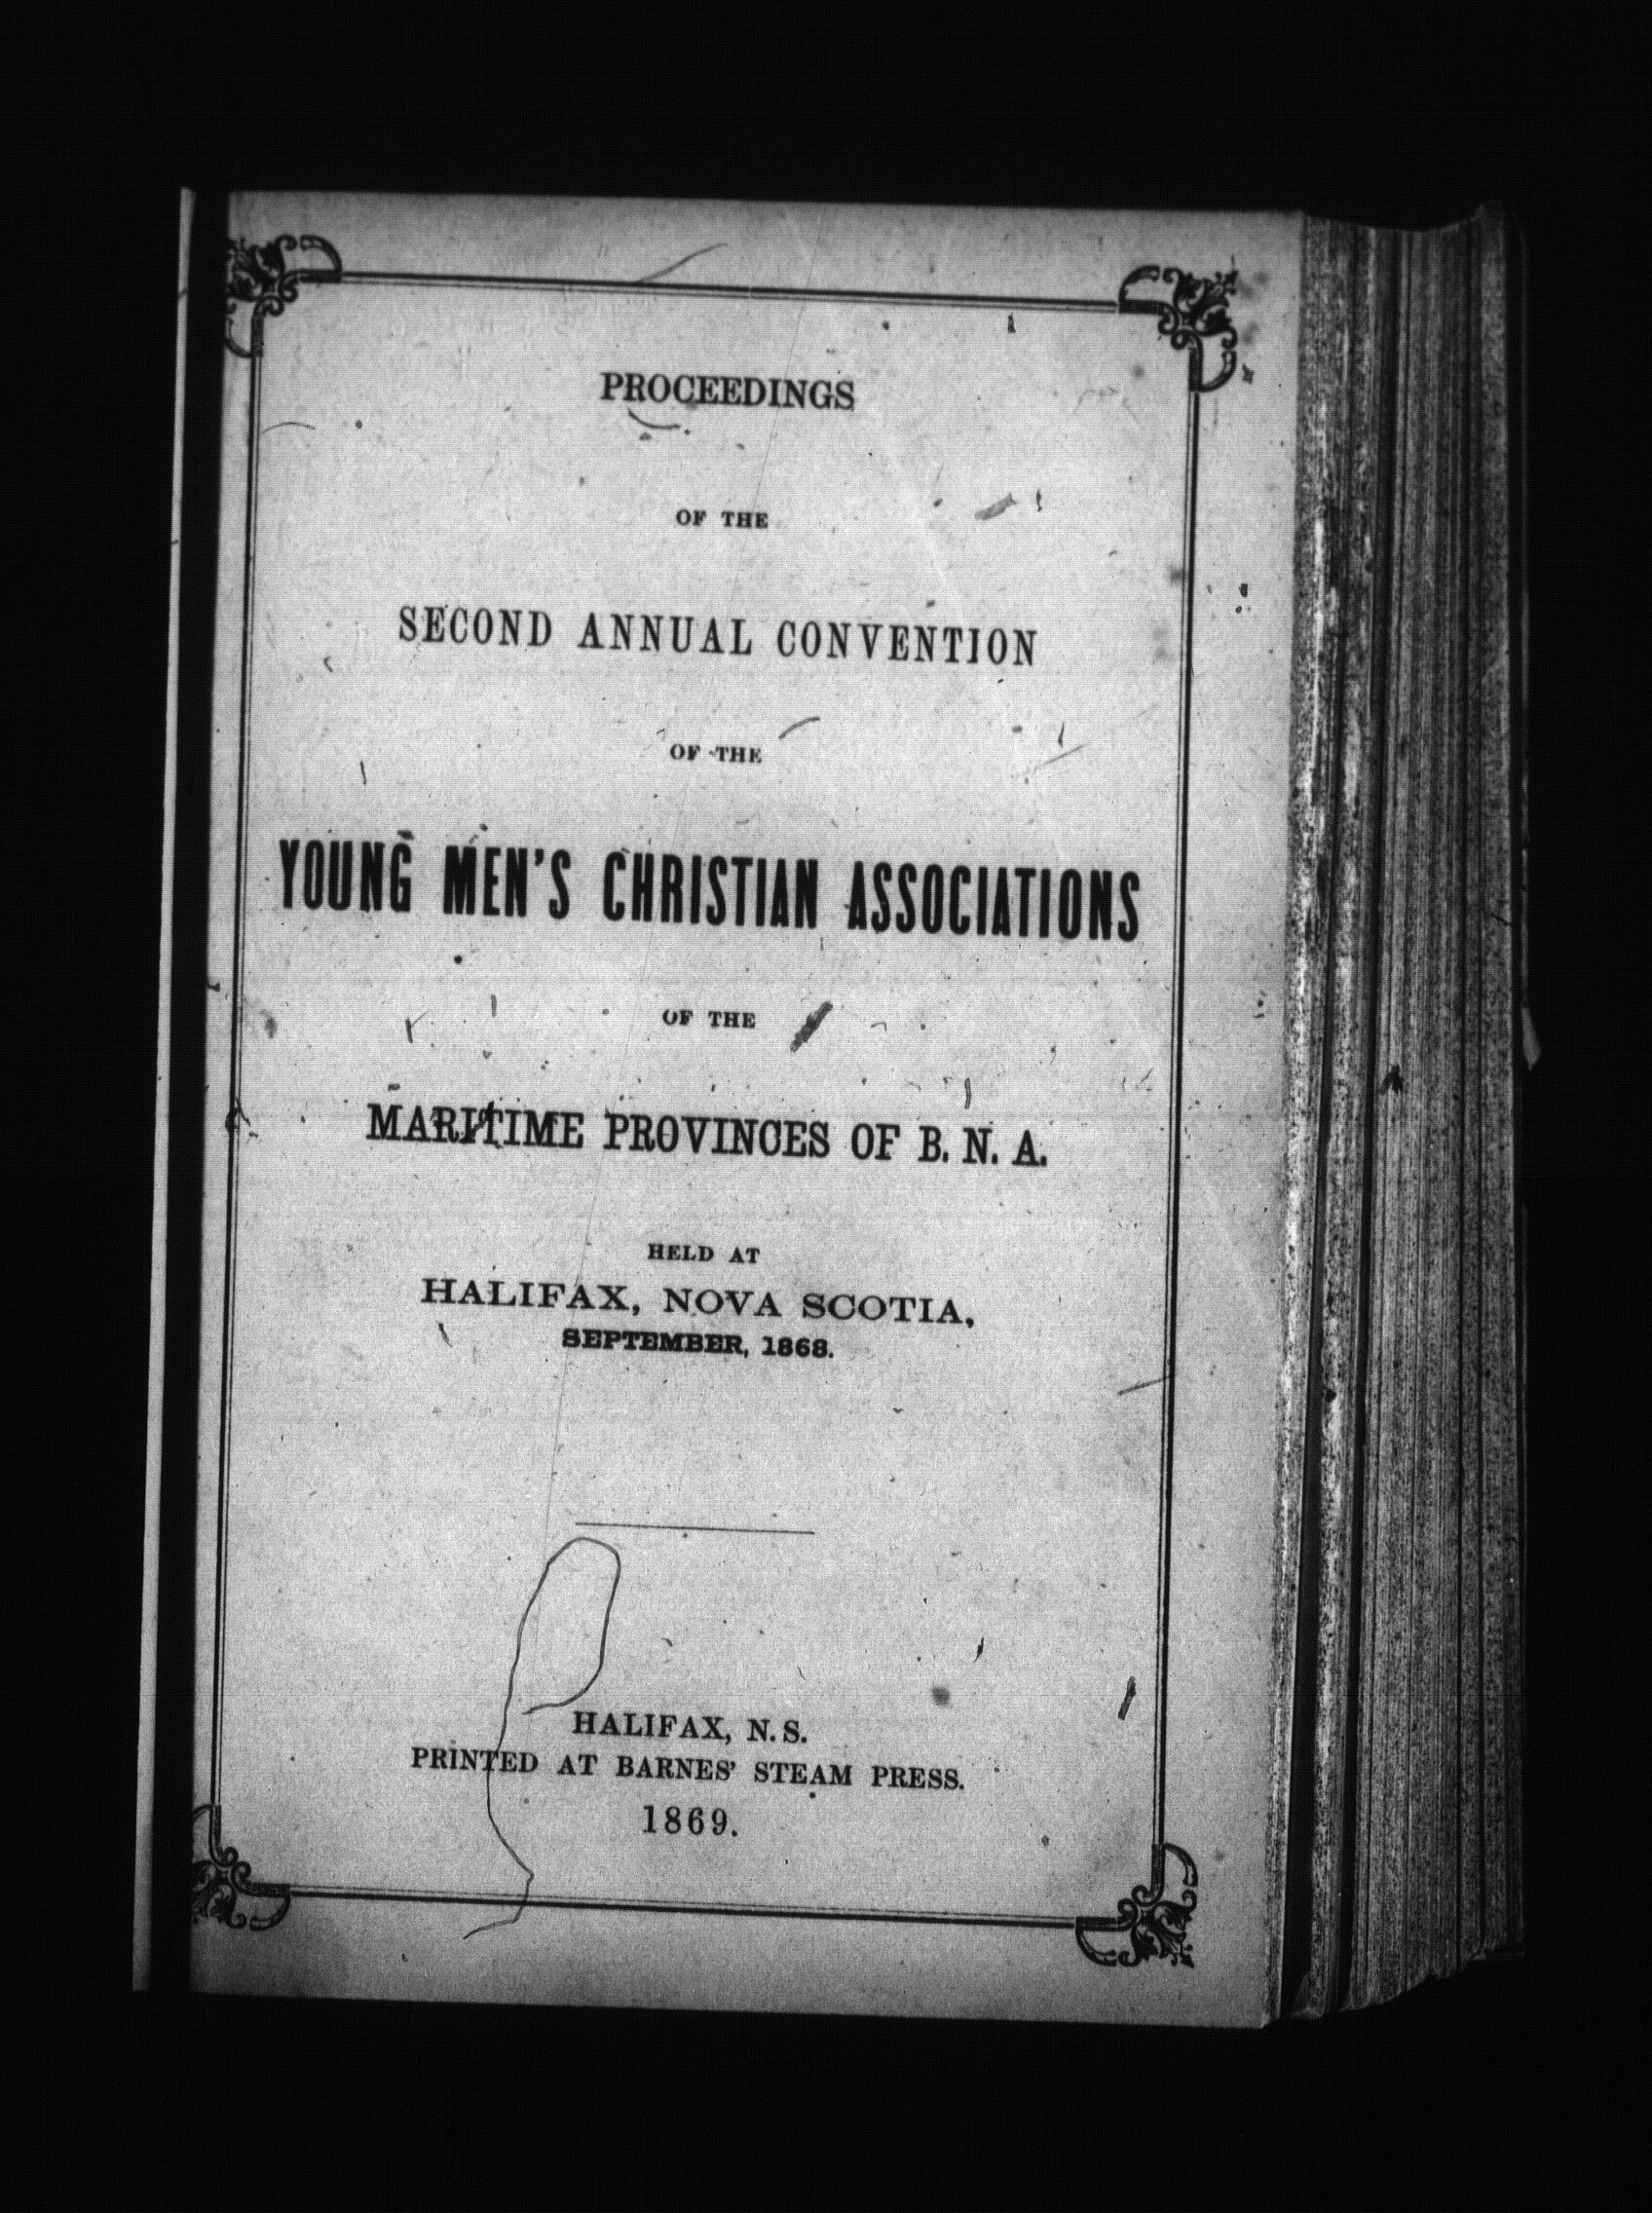 PROCEEDINGS
OF THE
SECOND ANNUAL CONVENTION
OF THE
YOUNG MEN'S CHRISTIAN ASSOCIATIONS
OF THE
MARITIME PROVINCES OF B. N. A.
HELD AT
HALIFAX, NOVA SCOTIA,
SEPTEMBER, 1868.
HALIFAX, N. S.
PRINTED AT BARNES' STEAM PRESS.
1869.